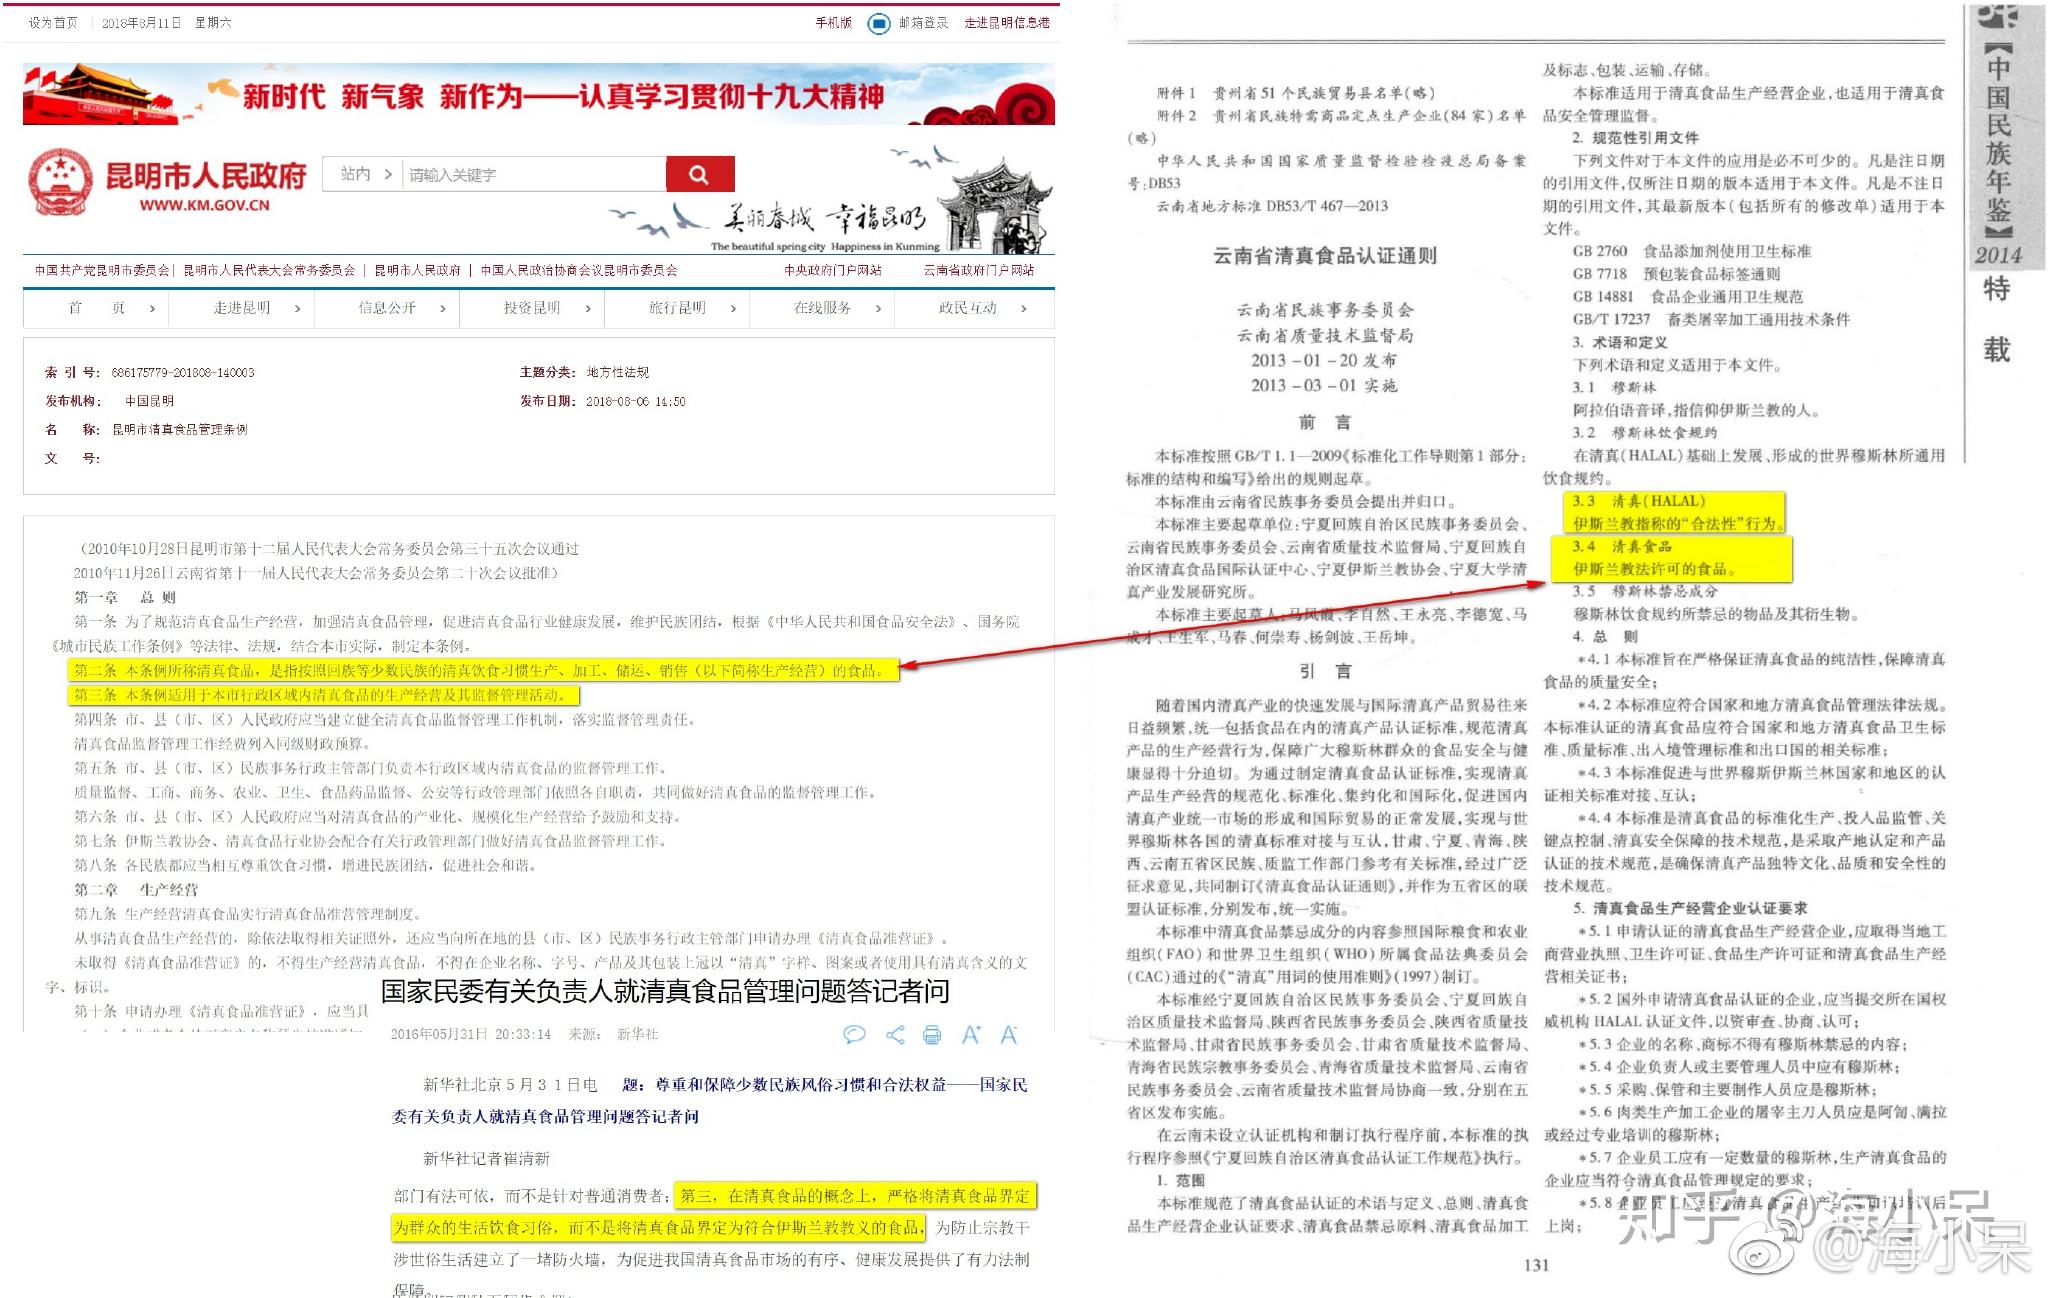 设为首页 | 2018年8月11日 星期六
手机版 邮箱登录 走进昆明信息港
新时代 新气象 新作为——认真学习贯彻十九大精神
昆明市人民政府
WWW.KM.GOV.CN
站内 > 请输入关键字
美丽春城 幸福昆明
The beautiful spring city Happiness in Kunming
中国共产党昆明市委员会 | 昆明市人民代表大会常务委员会 | 昆明市人民政府 | 中国人民政治协商会议昆明市委员会
中央政府门户网站 云南省政府门户网站
首 页 > 走进昆明 > 信息公开 > 投资昆明 > 旅行昆明 > 在线服务 > 政民互动 >
索 引 号： 686175779-201808-140003 主题分类： 地方性法规
发布机构： 中国昆明 发布日期： 2018-08-06 14:50
名 称： 昆明市清真食品管理条例
文 号：
（2010年10月28日昆明市第十二届人民代表大会常务委员会第三十五次会议通过
2010年11月26日云南省第十一届人民代表大会常务委员会第二十次会议批准）
第一章 总 则
第一条 为了规范清真食品生产经营，加强清真食品管理，促进清真食品行业健康发展，维护民族团结，根据《中华人民共和国食品安全法》、国务院
《城市民族工作条例》等法律、法规，结合本市实际，制定本条例。
第二条 本条例所称清真食品，是指按照回族等少数民族的清真饮食习惯生产、加工、储运、销售（以下简称生产经营）的食品。
第三条 本条例适用于本市行政区域内清真食品的生产经营及其监督管理活动。
第四条 市、县（市、区）人民政府应当建立健全清真食品监督管理工作机制，落实监督管理责任。
清真食品监督管理工作经费列入同级财政预算。
第五条 市、县（市、区）民族事务行政主管部门负责本行政区域内清真食品的监督管理工作。
质量监督、工商、商务、农业、卫生、食品药品监督、公安等行政管理部门依照各自职责，共同做好清真食品的监督管理工作。
第六条 市、县（市、区）人民政府应当对清真食品的产业化、规模化生产经营给予鼓励和支持。
第七条 伊斯兰教协会、清真食品行业协会配合有关行政管理部门做好清真食品监督管理工作。
第八条 各民族都应当相互尊重饮食习惯，增进民族团结，促进社会和谐。
第二章 生产经营
第九条 生产经营清真食品实行清真食品准营管理制度。
从事清真食品生产经营的，除依法取得相关证照外，还应当向所在地的县（市、区）民族事务行政主管部门申请办理《清真食品准营证》。
未取得《清真食品准营证》的，不得生产经营清真食品，不得在企业名称、字号、产品及其包装上冠以“清真”字样、图案或者使用具有清真含义的文
字、标识。
第十条 申请办理《清真食品准营证》，应当具
国家民委有关负责人就清真食品管理问题答记者问
2016年05月31日 20:33:14 来源： 新华社
A+ A-
新华社北京５月３１日电 题：尊重和保障少数民族风俗习惯和合法权益——国家民
委有关负责人就清真食品管理问题答记者问
新华社记者崔清新
部门有法可依，而不是针对普通消费者；第三，在清真食品的概念上，严格将清真食品界定
为群众的生活饮食习俗，而不是将清真食品界定为符合伊斯兰教教义的食品，为防止宗教干
涉世俗生活建立了一堵防火墙，为促进我国清真食品市场的有序、健康发展提供了有力法制
保障。
附件1 贵州省51个民族贸易县名单(略)
附件2 贵州省民族特需商品定点生产企业(84家)名单
(略)
中华人民共和国国家质量监督检验检疫总局备案
号:DB53
云南省地方标准DB53/T 467—2013
云南省清真食品认证通则
云南省民族事务委员会
云南省质量技术监督局
2013-01-20发布
2013-03-01实施
前 言
本标准按照GB/T 1.1—2009《标准化工作导则第1部分:
标准的结构和编写》给出的规则起草。
本标准由云南省民族事务委员会提出并归口。
本标准主要起草单位:宁夏回族自治区民族事务委员会、
云南省民族事务委员会、云南省质量技术监督局、宁夏回族自
治区清真食品国际认证中心、宁夏伊斯兰教协会、宁夏大学清
真产业发展研究所。
本标准主要起草人:马凤霞、李自然、王永亮、李德宽、马
成才、王生军、马春、何崇寿、杨剑波、王岳坤。
引 言
随着国内清真产业的快速发展与国际清真产品贸易往来
日益频繁,统一包括食品在内的清真产品认证标准,规范清真
产品的生产经营行为,保障广大穆斯林群众的食品安全与健
康显得十分迫切。为通过制定清真食品认证标准,实现清真
产品生产经营的规范化、标准化、集约化和国际化,促进国内
清真产业统一市场的形成和国际贸易的正常发展,实现与世
界穆斯林各国的清真标准对接与互认,甘肃、宁夏、青海、陕
西、云南五省区民族、质监工作部门参考有关标准,经过广泛
征求意见,共同制订《清真食品认证通则》,并作为五省区的联
盟认证标准,分别发布,统一实施。
本标准中清真食品禁忌成分的内容参照国际粮食和农业
组织(FAO)和世界卫生组织(WHO)所属食品法典委员会
(CAC)通过的《“清真”用词的使用准则》(1997)制订。
本标准经宁夏回族自治区民族事务委员会、宁夏回族自
治区质量技术监督局、陕西省民族事务委员会、陕西省质量技
术监督局、甘肃省民族事务委员会、甘肃省质量技术监督局、
青海省民族宗教事务委员会、青海省质量技术监督局、云南省
民族事务委员会、云南省质量技术监督局协商一致,分别在五
省区发布实施。
在云南未设立认证机构和制订执行程序前,本标准的执
行程序参照《宁夏回族自治区清真食品认证工作规范》执行。
1. 范围
本标准规范了清真食品认证的术语与定义、总则、清真食
品生产经营企业认证要求、清真食品禁忌原料、清真食品加工
及标志、包装、运输、存储。
本标准适用于清真食品生产经营企业,也适用于清真食
品安全管理监督。
2. 规范性引用文件
下列文件对于本文件的应用是必不可少的。凡是注日期
的引用文件,仅所注日期的版本适用于本文件。凡是不注日
期的引用文件,其最新版本(包括所有的修改单)适用于本
文件。
GB 2760 食品添加剂使用卫生标准
GB 7718 预包装食品标签通则
GB 14881 食品企业通用卫生规范
GB/T 17237 畜类屠宰加工通用技术条件
3. 术语和定义
下列术语和定义适用于本文件。
3.1 穆斯林
阿拉伯语音译,指信仰伊斯兰教的人。
3.2 穆斯林饮食规约
在清真(HALAL)基础上发展、形成的世界穆斯林所通用
饮食规约。
3.3 清真(HALAL)
伊斯兰教指称的“合法性”行为。
3.4 清真食品
伊斯兰教法许可的食品。
3.5 穆斯林禁忌成分
穆斯林饮食规约所禁忌的物品及其衍生物。
4. 总 则
*4.1 本标准旨在严格保证清真食品的纯洁性,保障清真
食品的质量安全;
*4.2 本标准应符合国家和地方清真食品管理法律法规。
本标准认证的清真食品应符合国家和地方清真食品卫生标
准、质量标准、出入境管理标准和出口国的相关标准;
*4.3 本标准促进与世界穆斯伊斯兰林国家和地区的认
证相关标准对接、互认;
*4.4 本标准是清真食品的标准化生产、投入品监管、关
键点控制、清真安全保障的技术规范,是采取产地认定和产品
认证的技术规范,是确保清真产品独特文化、品质和安全性的
技术规范。
5. 清真食品生产经营企业认证要求
*5.1 申请认证的清真食品生产经营企业,应取得当地工
商营业执照、卫生许可证、食品生产许可证和清真食品生产经
营相关证书;
*5.2 国外申请清真食品认证的企业,应当提交所在国权
威机构HALAL认证文件,以资审查、协商、认可;
*5.3 企业的名称、商标不得有穆斯林禁忌的内容;
*5.4 企业负责人或主要管理人员中应有穆斯林;
*5.5 采购、保管和主要制作人员应是穆斯林;
*5.6 肉类生产加工企业的屠宰主刀人员应是阿訇、满拉
或经过专业培训的穆斯林;
*5.7 企业员工应有一定数量的穆斯林,生产清真食品的
企业应当符合清真食品管理规定的要求;
*5.8 企业员工应经过清真食品生产经营知识培训后
上岗;
131
【中国民族年鉴】
2014
特
载
知乎 @海小呆
@海小呆